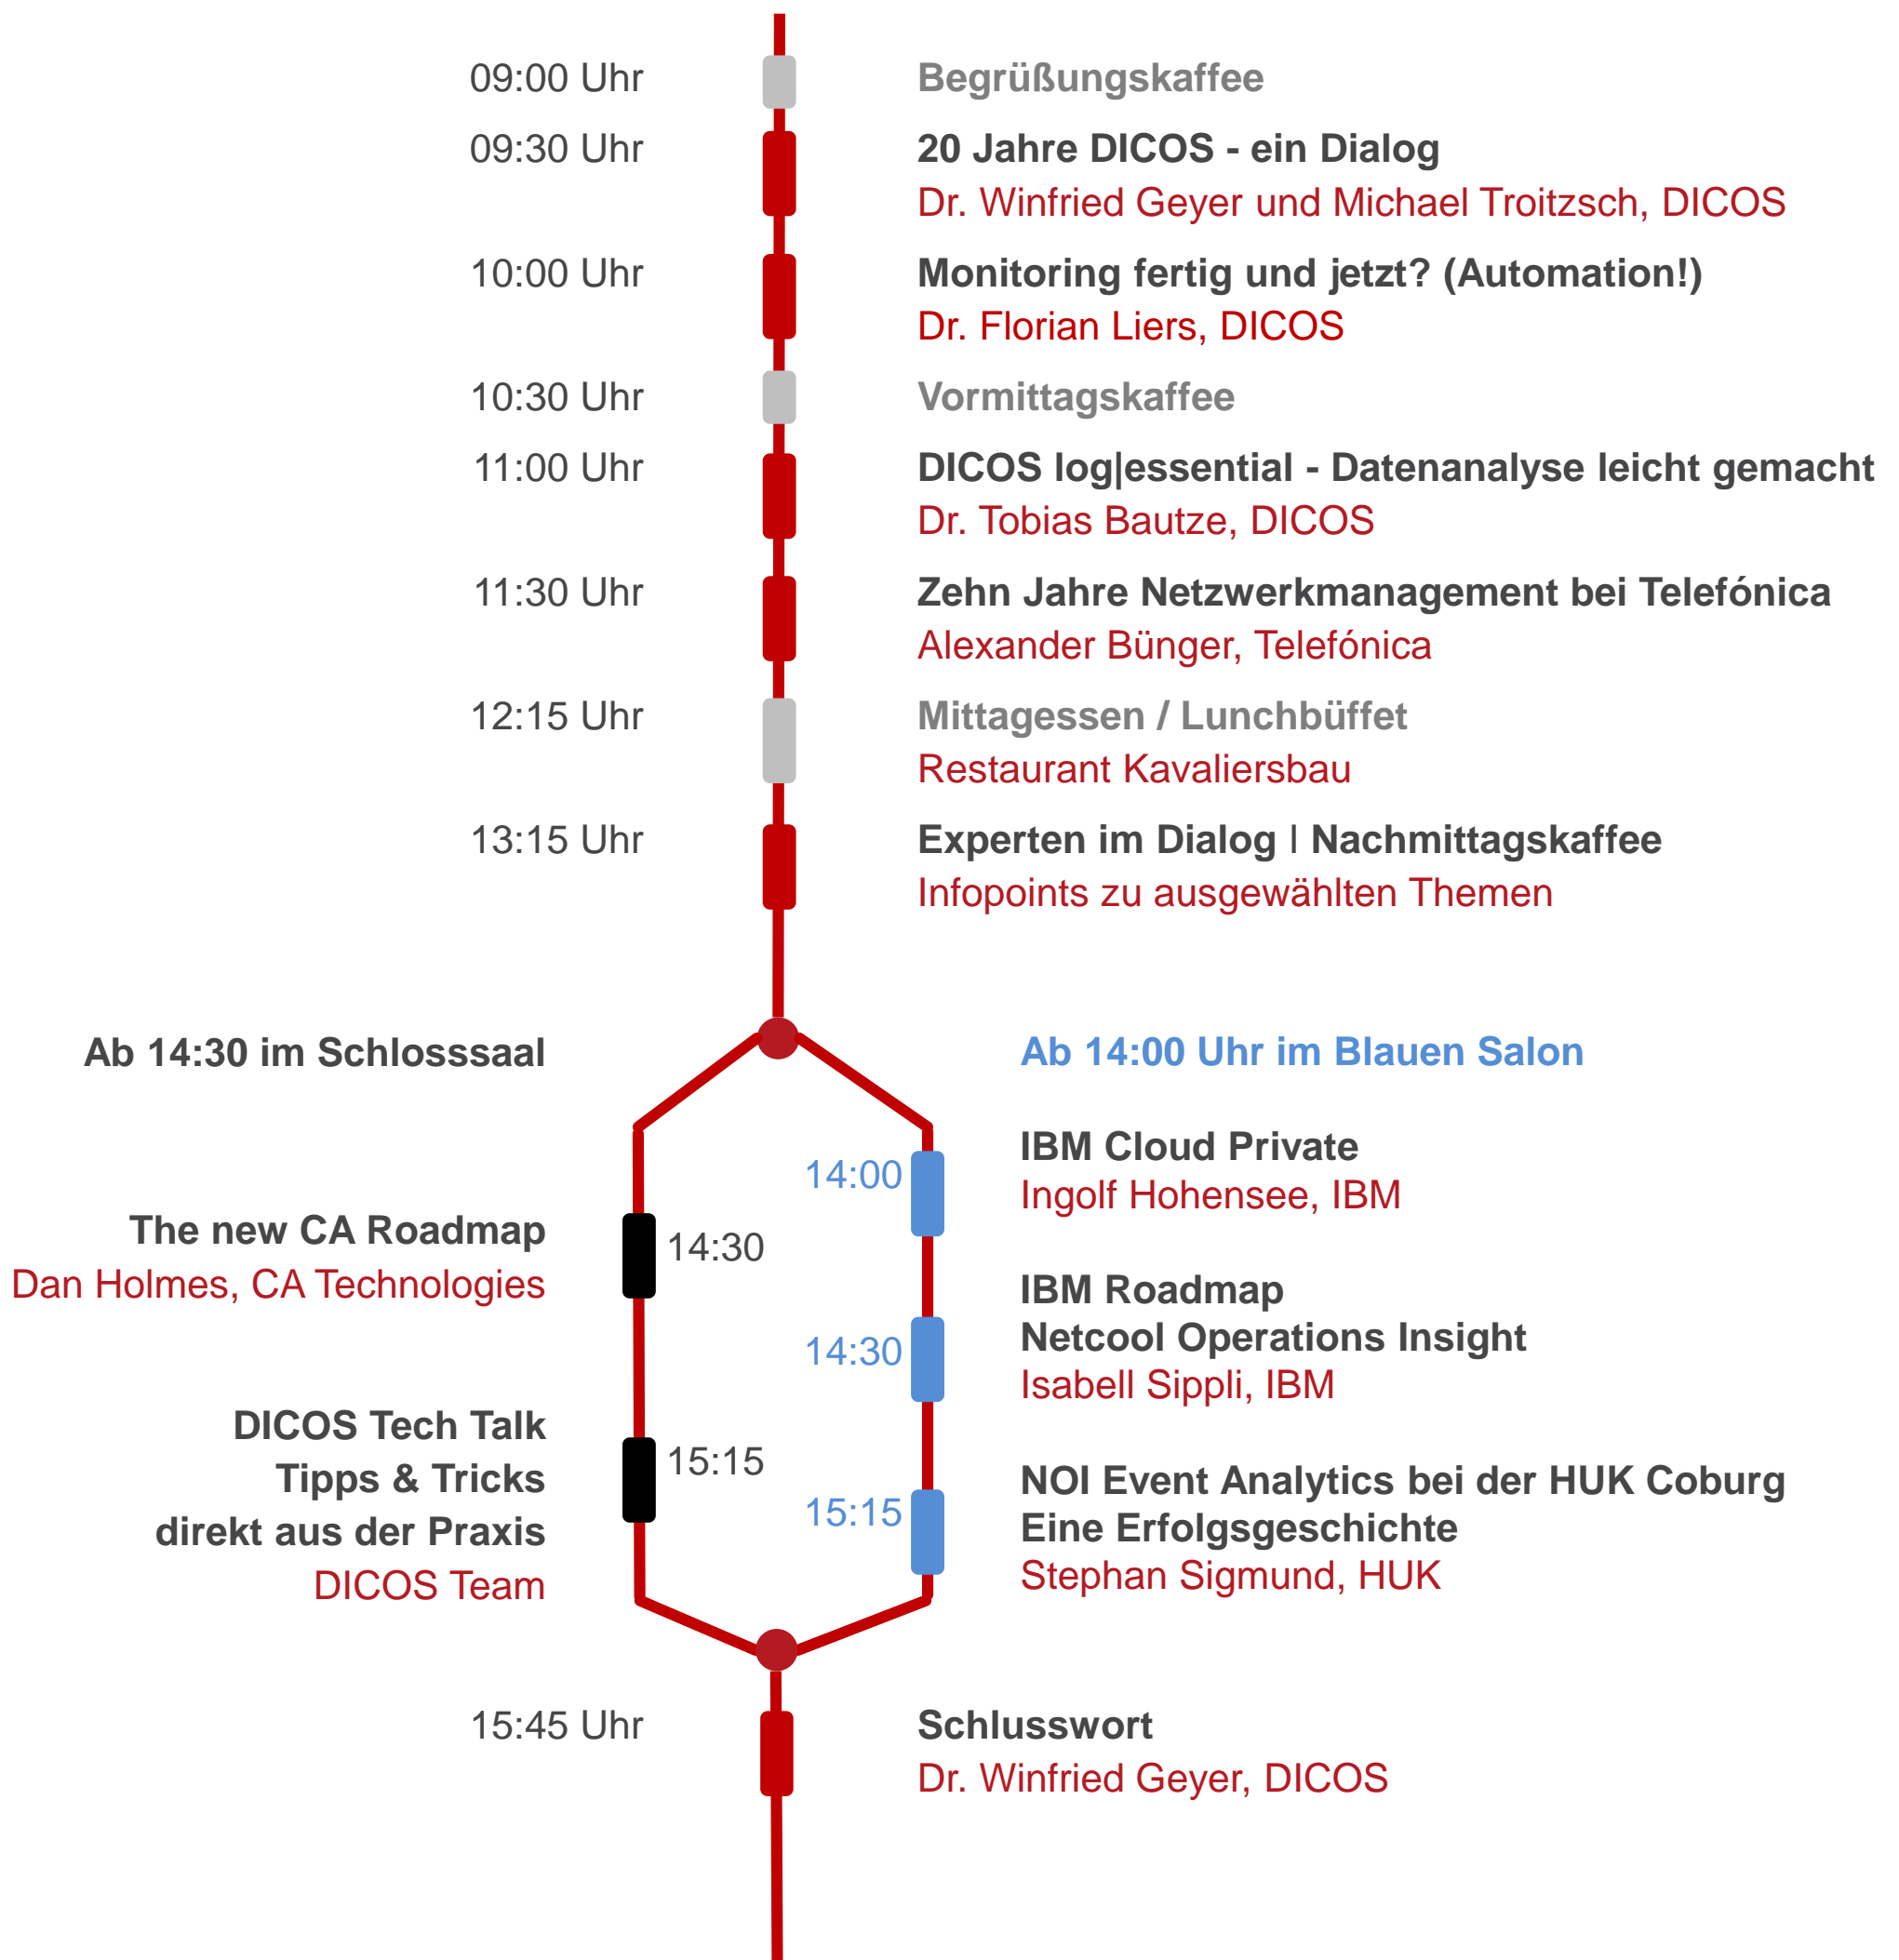 09:00 Uhr Begrüßungskaffee
09:30 Uhr 20 Jahre DICOS - ein Dialog
Dr. Winfried Geyer und Michael Troitzsch, DICOS
10:00 Uhr Monitoring fertig und jetzt? (Automation!)
Dr. Florian Liers, DICOS
10:30 Uhr Vormittagskaffee
11:00 Uhr DICOS log|essential - Datenanalyse leicht gemacht
Dr. Tobias Bautze, DICOS
11:30 Uhr Zehn Jahre Netzwerkmanagement bei Telefónica
Alexander Bünger, Telefónica
12:15 Uhr Mittagessen / Lunchbüffet
Restaurant Kavaliersbau
13:15 Uhr Experten im Dialog | Nachmittagskaffee
Infopoints zu ausgewählten Themen
Ab 14:30 im Schlosssaal
14:30 The new CA Roadmap
Dan Holmes, CA Technologies
15:15 DICOS Tech Talk
Tipps & Tricks
direkt aus der Praxis
DICOS Team
Ab 14:00 Uhr im Blauen Salon
14:00 IBM Cloud Private
Ingolf Hohensee, IBM
IBM Roadmap
14:30 Netcool Operations Insight
Isabell Sippli, IBM
NOI Event Analytics bei der HUK Coburg
15:15 Eine Erfolgsgeschichte
Stephan Sigmund, HUK
15:45 Uhr Schlusswort
Dr. Winfried Geyer, DICOS